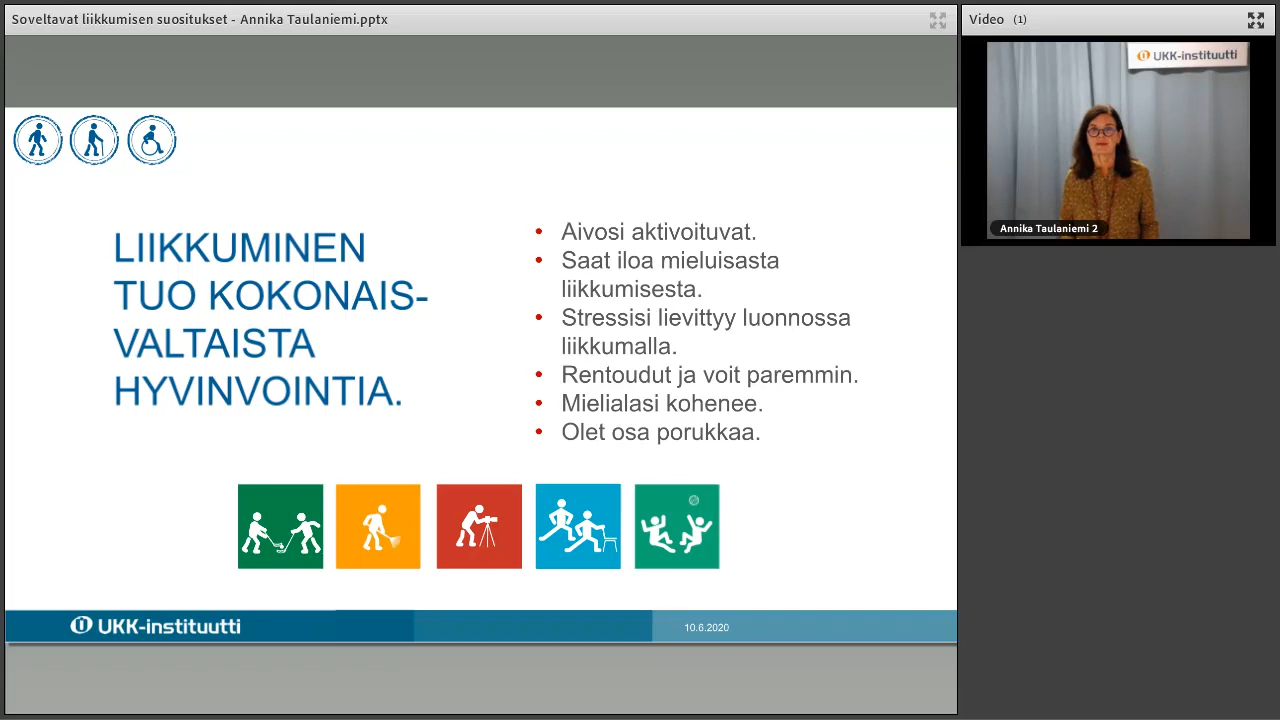 Soveltavat liikkumisen suositukset - Annika Taulaniemi.pptx
Video (1)
UKK-instituutti
Annika Taulaniemi 2
LIIKKUMINEN
TUO KOKONAIS-
VALTAISTA
HYVINVOINTIA.
• Aivosi aktivoituvat.
• Saat iloa mieluisasta
liikkumisesta.
• Stressisi lievittyy luonnossa
liikkumalla.
• Rentoudut ja voit paremmin.
• Mielialasi kohenee.
• Olet osa porukkaa.
UKK-instituutti
10.6.2020